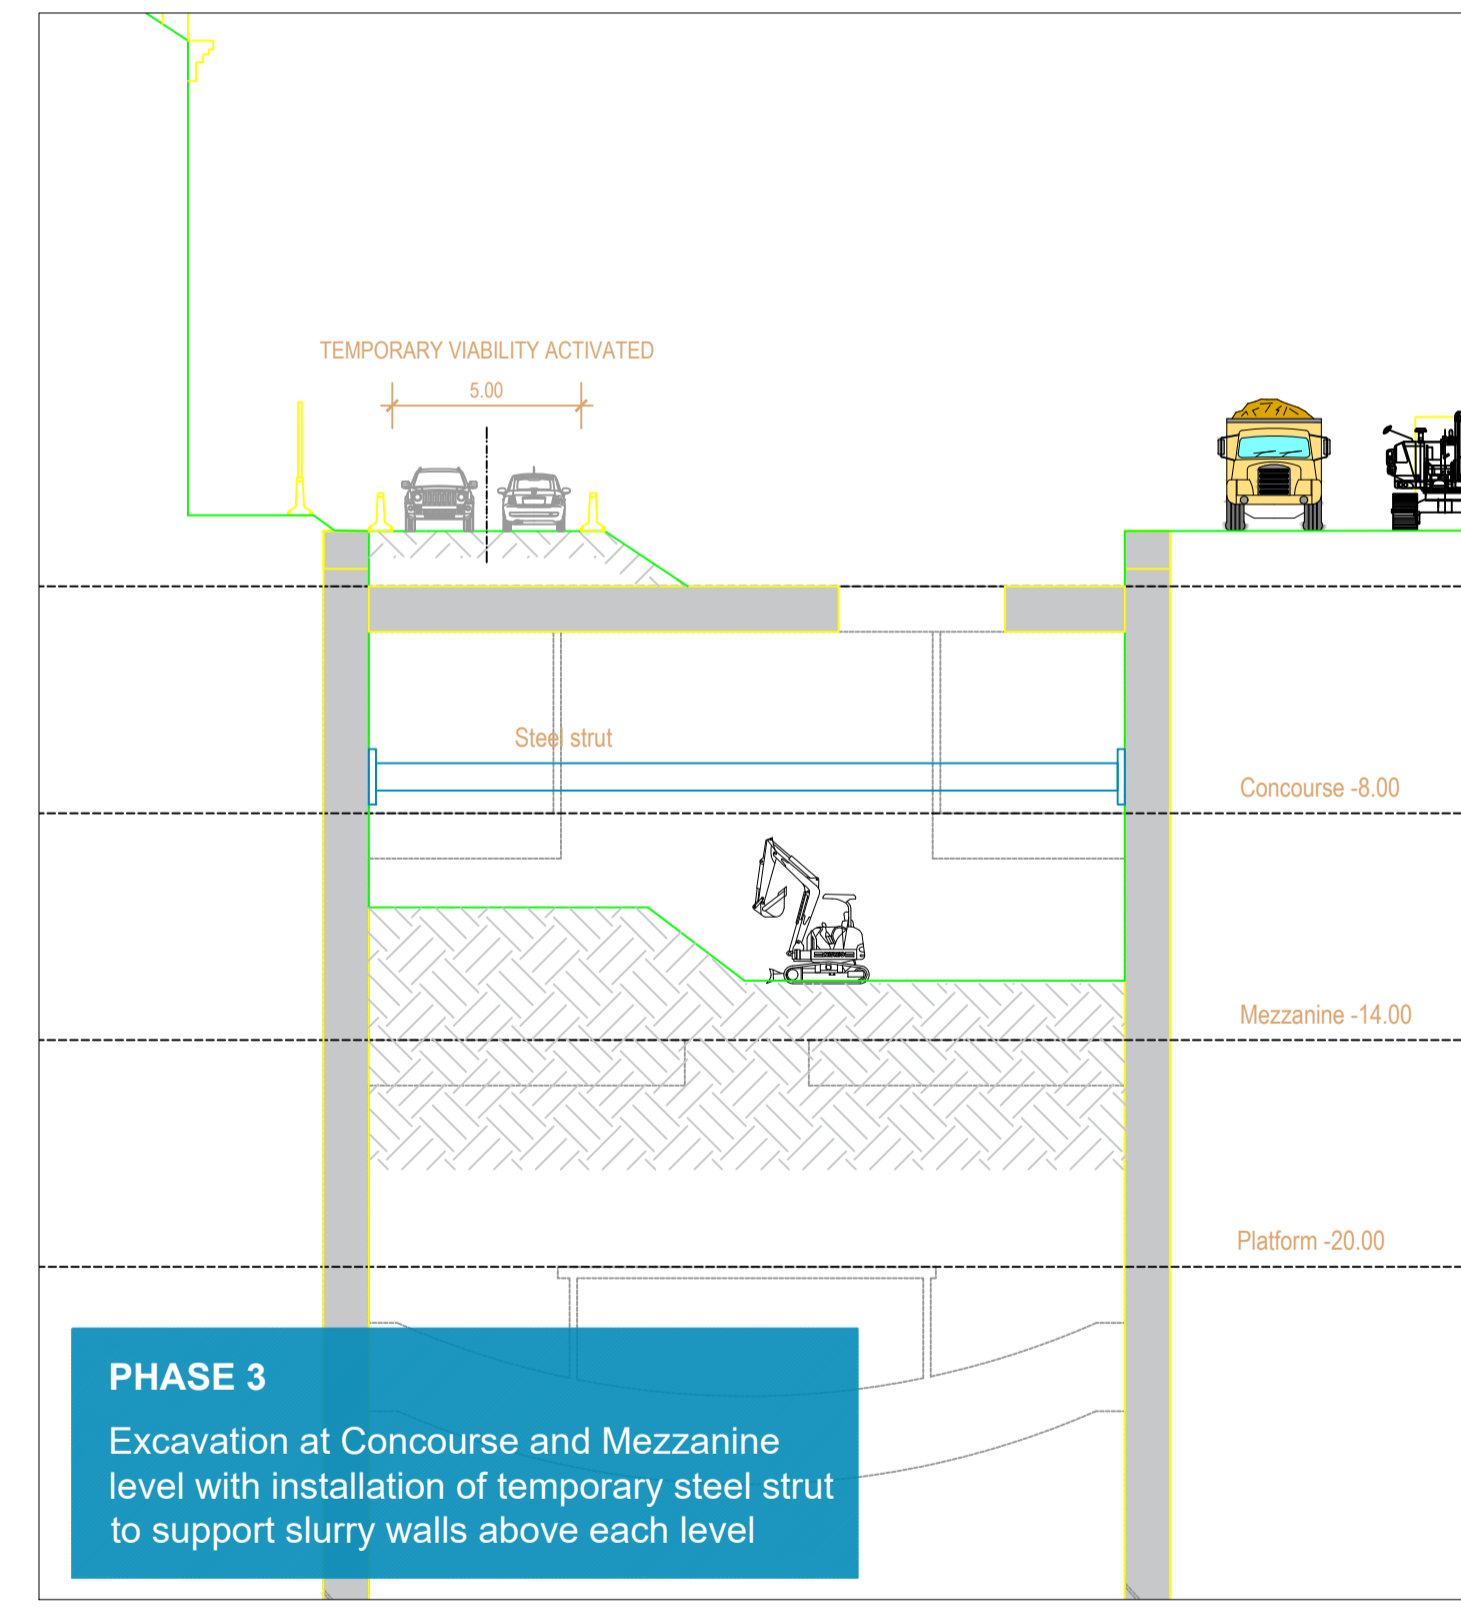 TEMPORARY VIABILITY ACTIVATED
5.00
Steel strut
Concourse -8.00
Mezzanine -14.00
Platform -20.00
PHASE 3
Excavation at Concourse and Mezzanine
level with installation of temporary steel strut
to support slurry walls above each level